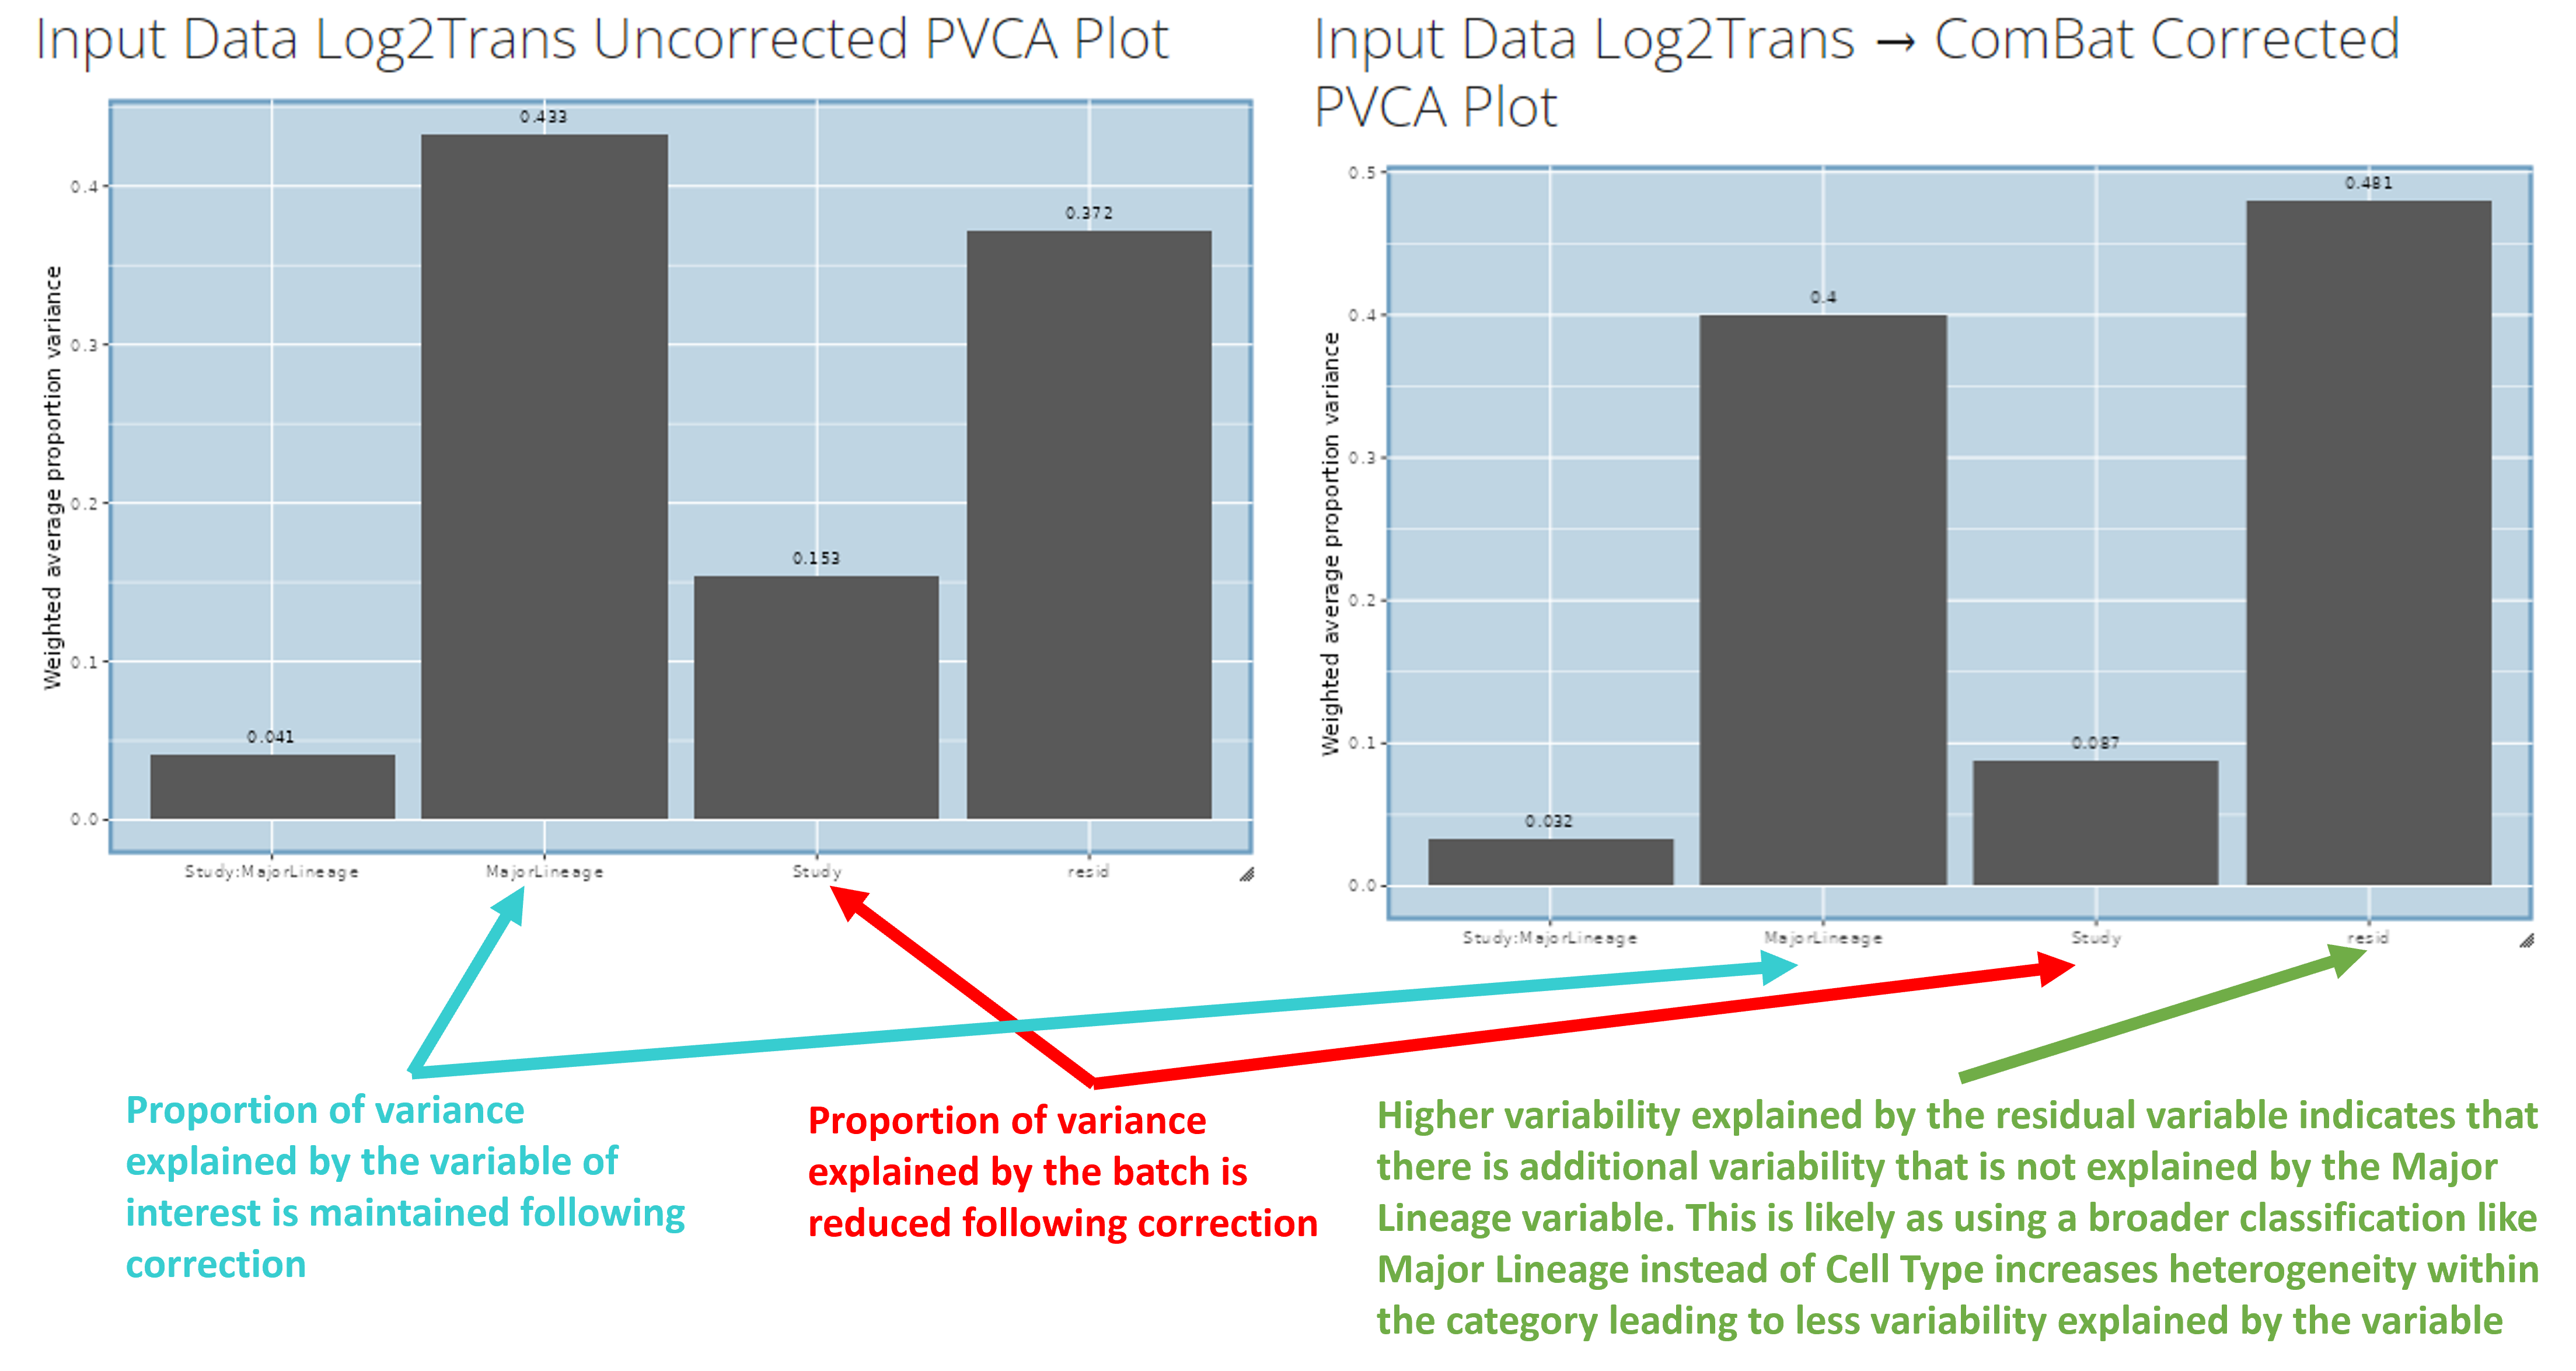 Input Data Log2Trans Uncorrected PVCA Plot
Weighted average proportion variance
0.4
0.3
0.2
0.1
0.0
0.041
0.433
0.153
0.372
Study:MajorLineage
MajorLineage
Study
resid
Input Data Log2Trans → ComBat Corrected
PVCA Plot
Weighted average proportion variance
0.5
0.4
0.3
0.2
0.1
0.0
0.032
0.4
0.087
0.481
Study:MajorLineage
MajorLineage
Study
resid
Proportion of variance
explained by the variable of
interest is maintained following
correction
Proportion of variance
explained by the batch is
reduced following correction
Higher variability explained by the residual variable indicates that
there is additional variability that is not explained by the Major
Lineage variable. This is likely as using a broader classification like
Major Lineage instead of Cell Type increases heterogeneity within
the category leading to less variability explained by the variable